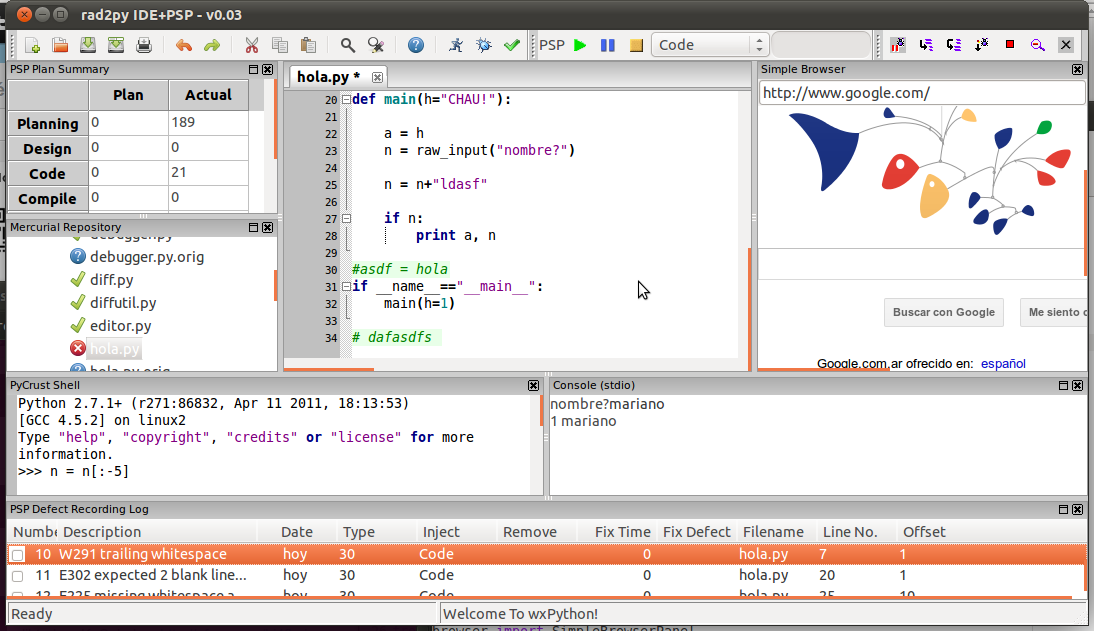 rad2py IDE+PSP - v0.03
PSP
Code
PSP Plan Summary
Plan Actual
Planning 0 189
Design 0 0
Code 0 21
Compile 0 0
Mercurial Repository
debugger.py
debugger.py.orig
diff.py
diffutil.py
editor.py
hola.py
hola.py.orig
hola.py *
20 def main(h="CHAU!"):
21
22 a = h
23 n = raw_input("nombre?")
24
25 n = n+"ldasf"
26
27 if n:
28 print a, n
29
30 #asdf = hola
31 if __name__=="__main__":
32 main(h=1)
33
34 # dafasdfs
Simple Browser
http://www.google.com/
Buscar con Google
Me siento
Google.com.ar ofrecido en: español
PyCrust Shell
Python 2.7.1+ (r271:86832, Apr 11 2011, 18:13:53)
[GCC 4.5.2] on linux2
Type "help", "copyright", "credits" or "license" for more
information.
>>> n = n[:-5]
Console (stdio)
nombre?mariano
1 mariano
PSP Defect Recording Log
Numbe Description Date Type Inject Remove Fix Time Fix Defect Filename Line No. Offset
10 W291 trailing whitespace hoy 30 Code 0 hola.py 7 1
11 E302 expected 2 blank line... hoy 30 Code 0 hola.py 20 1
12 E225 missing whitespace a hoy 30 Code 0 hola.py 25 10
Ready
Welcome To wxPython!
browser import SimpleBrowserPanel